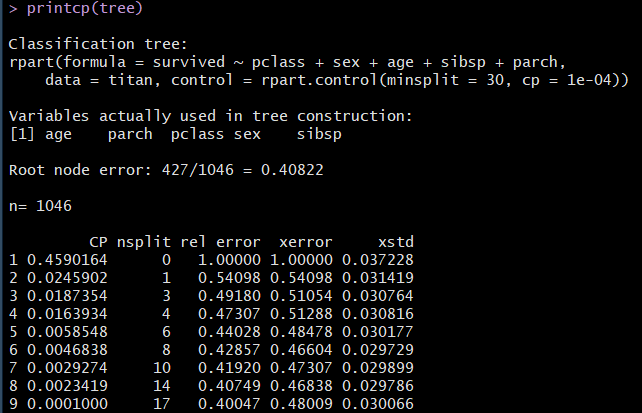 > printcp(tree)
Classification tree:
rpart(formula = survived ~ pclass + sex + age + sibsp + parch,
    data = titan, control = rpart.control(minsplit = 30, cp = 1e-04))
Variables actually used in tree construction:
[1] age    parch  pclass sex    sibsp
Root node error: 427/1046 = 0.40822
n= 1046
         CP nsplit rel error  xerror     xstd
1 0.4590164      0   1.00000 1.00000 0.037228
2 0.0245902      1   0.54098 0.54098 0.031419
3 0.0187354      3   0.49180 0.51054 0.030764
4 0.0163934      4   0.47307 0.51288 0.030816
5 0.0058548      6   0.44028 0.48478 0.030177
6 0.0046838      8   0.42857 0.46604 0.029729
7 0.0029274     10   0.41920 0.47307 0.029899
8 0.0023419     14   0.40749 0.46838 0.029786
9 0.0001000     17   0.40047 0.48009 0.030066